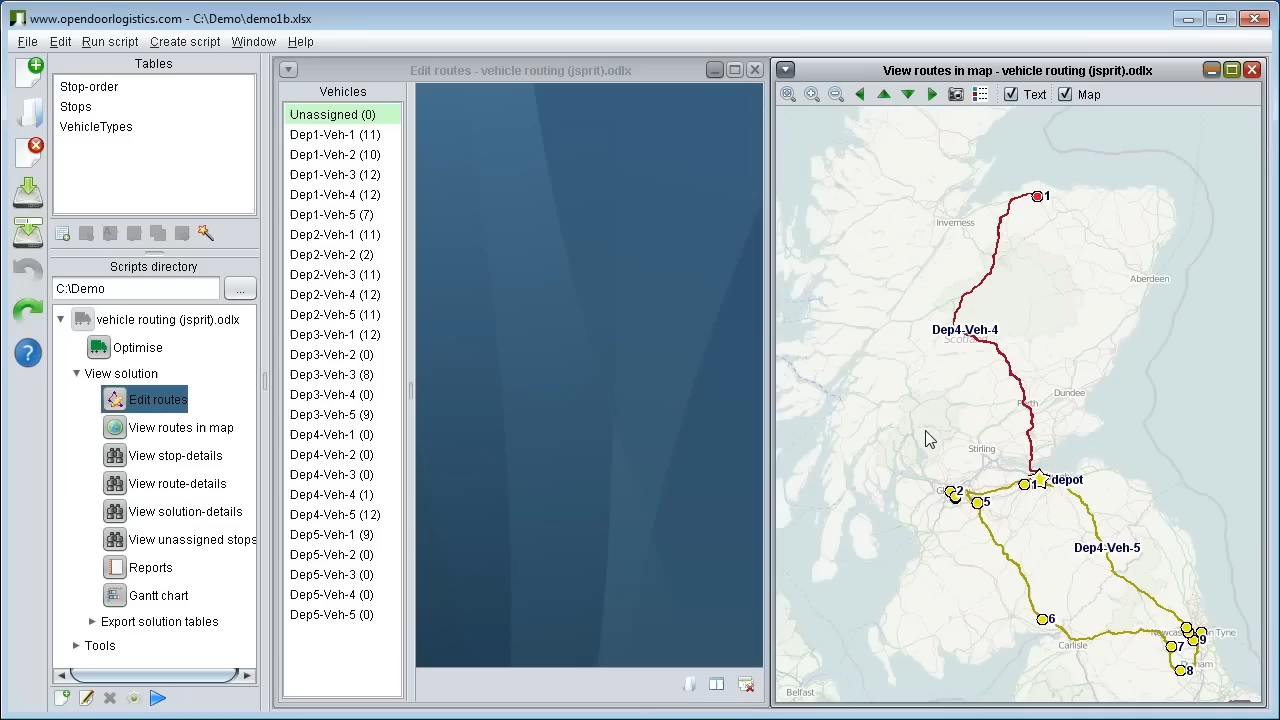 www.opendoorlogistics.com - C:\Demo\demo1b.xlsx
File Edit Run script Create script Window Help
Tables
Stop-order
Stops
VehicleTypes
Scripts directory
C:\Demo
...
vehicle routing (jsprit).odlx
Optimise
View solution
Edit routes
View routes in map
View stop-details
View route-details
View solution-details
View unassigned stops
Reports
Gantt chart
Export solution tables
Tools
Edit routes - vehicle routing (jsprit).odlx
Vehicles
Unassigned (0)
Dep1-Veh-1 (11)
Dep1-Veh-2 (10)
Dep1-Veh-3 (12)
Dep1-Veh-4 (12)
Dep1-Veh-5 (7)
Dep2-Veh-1 (11)
Dep2-Veh-2 (2)
Dep2-Veh-3 (11)
Dep2-Veh-4 (12)
Dep2-Veh-5 (11)
Dep3-Veh-1 (12)
Dep3-Veh-2 (0)
Dep3-Veh-3 (8)
Dep3-Veh-4 (0)
Dep3-Veh-5 (9)
Dep4-Veh-1 (0)
Dep4-Veh-2 (0)
Dep4-Veh-3 (0)
Dep4-Veh-4 (1)
Dep4-Veh-5 (12)
Dep5-Veh-1 (9)
Dep5-Veh-2 (0)
Dep5-Veh-3 (0)
Dep5-Veh-4 (0)
Dep5-Veh-5 (0)
View routes in map - vehicle routing (jsprit).odlx
Text Map
1
Inverness
Aberdeen
Dep4-Veh-4
Scotland
Dundee
Perth
Stirling
depot
1
2
5
Dep4-Veh-5
6
9
7
Carlisle
8
Durham
Belfast